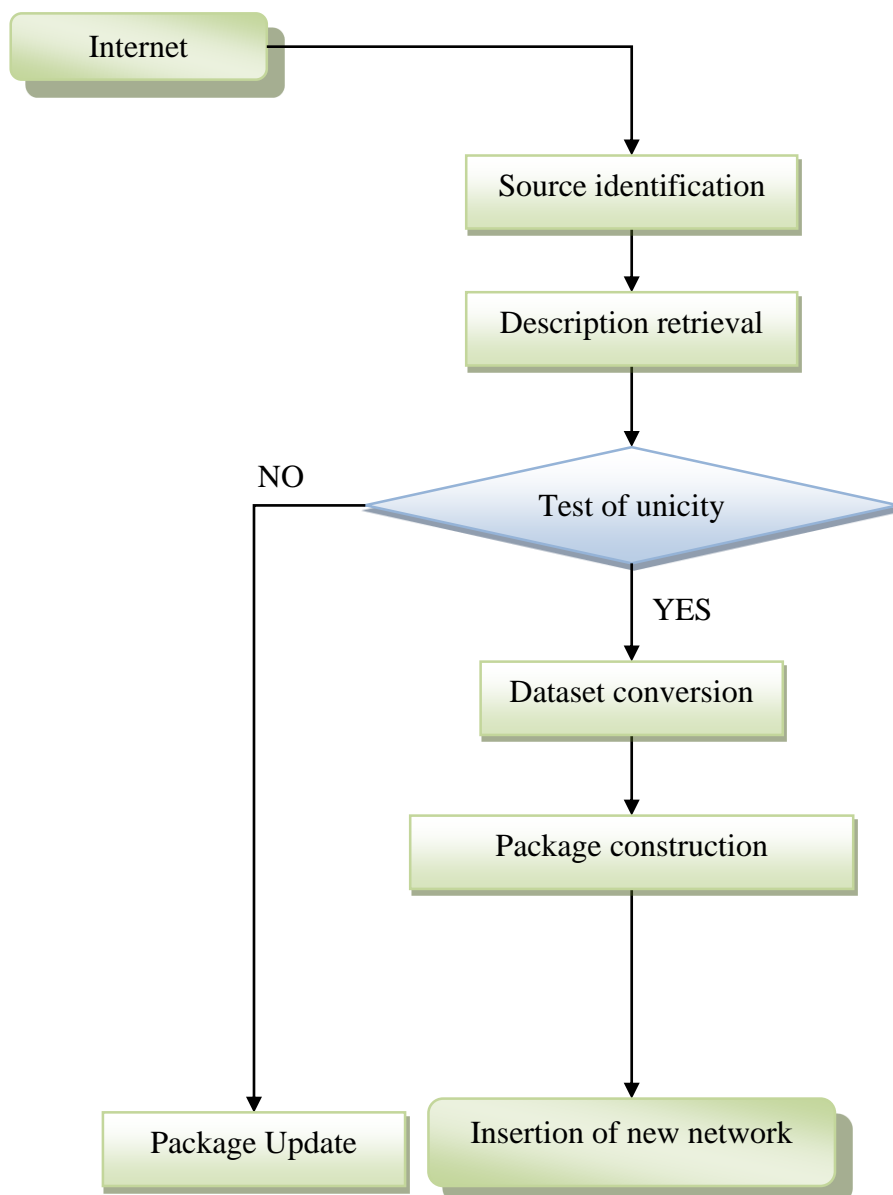 Internet
Source identification
Description retrieval
NO
Test of unicity
YES
Dataset conversion
Package construction
Package Update
Insertion of new network